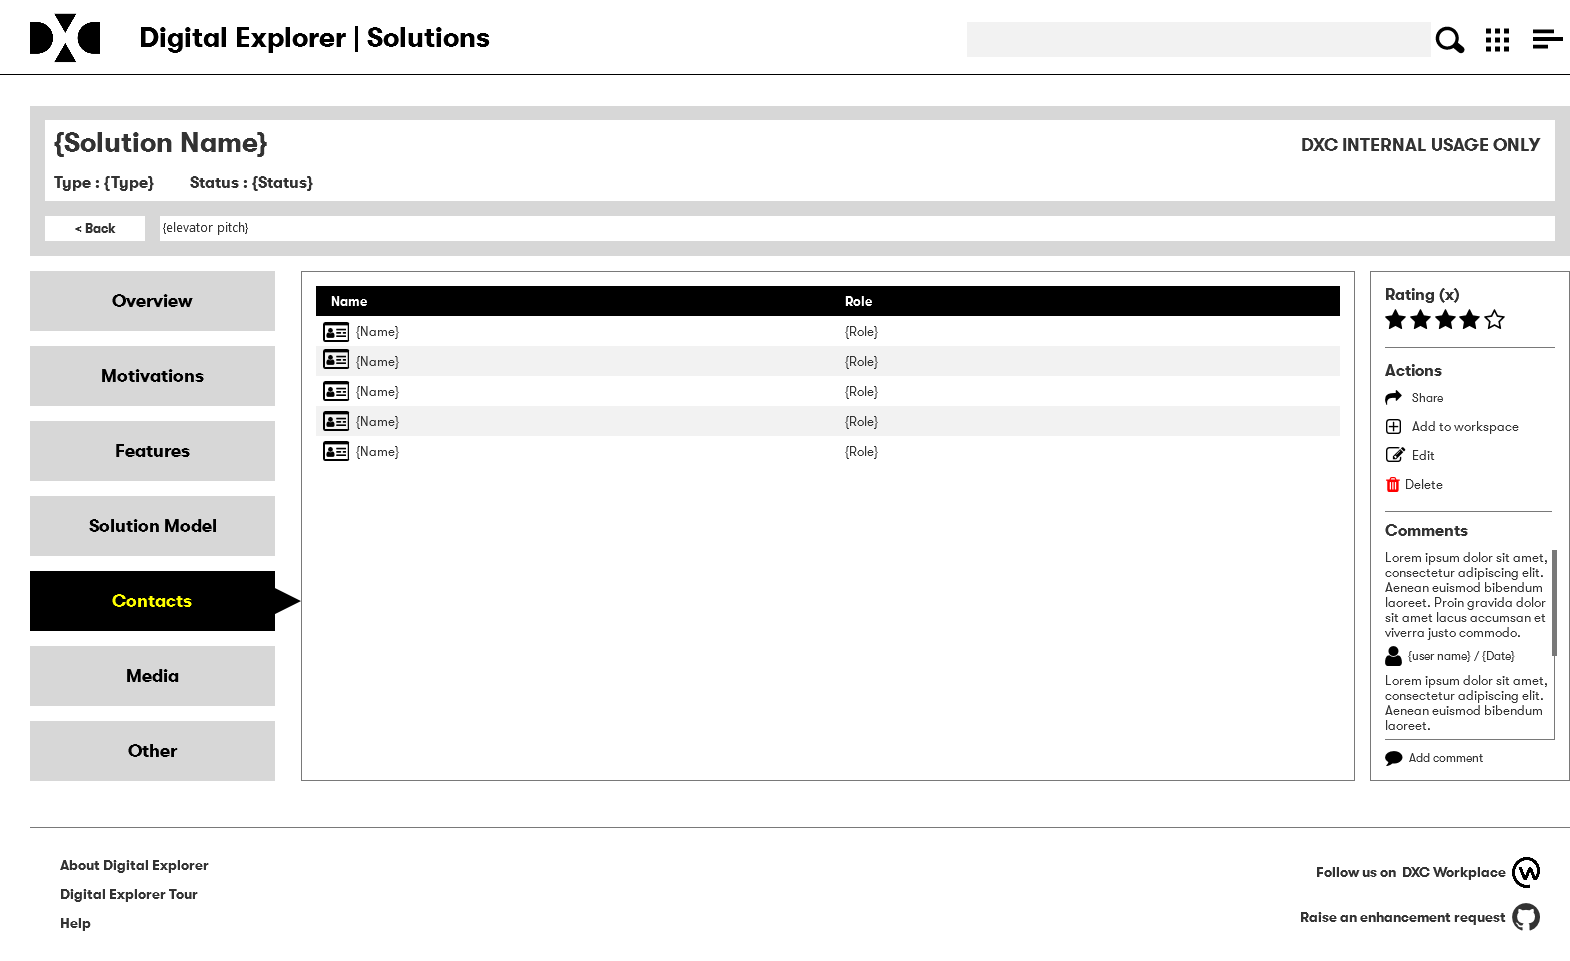 DXC
Digital Explorer | Solutions
{Solution Name}
DXC INTERNAL USAGE ONLY
Type : {Type}
Status : {Status}
< Back
{elevator pitch}
Overview
Motivations
Features
Solution Model
Contacts
Media
Other
Name
Role
{Name}
{Role}
{Name}
{Role}
{Name}
{Role}
{Name}
{Role}
{Name}
{Role}
Rating (x)
Actions
Share
Add to workspace
Edit
Delete
Comments
Lorem ipsum dolor sit amet,
consectetur adipiscing elit.
Aenean euismod bibendum
laoreet. Proin gravida dolor
sit amet lacus accumsan et
viverra justo commodo.
{user name} / {Date}
Lorem ipsum dolor sit amet,
consectetur adipiscing elit.
Aenean euismod bibendum
laoreet.
Add comment
About Digital Explorer
Digital Explorer Tour
Help
Follow us on DXC Workplace
Raise an enhancement request